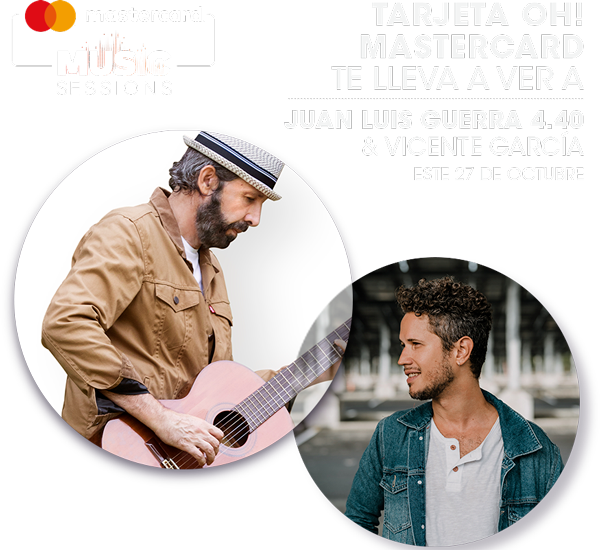 mastercard
MUSIC
SESSIONS
TARJETA OH!
MASTERCARD
TE LLEVA A VER A
JUAN LUIS GUERRA 4.40
& VICENTE GARCÍA
ESTE 27 DE OCTUBRE